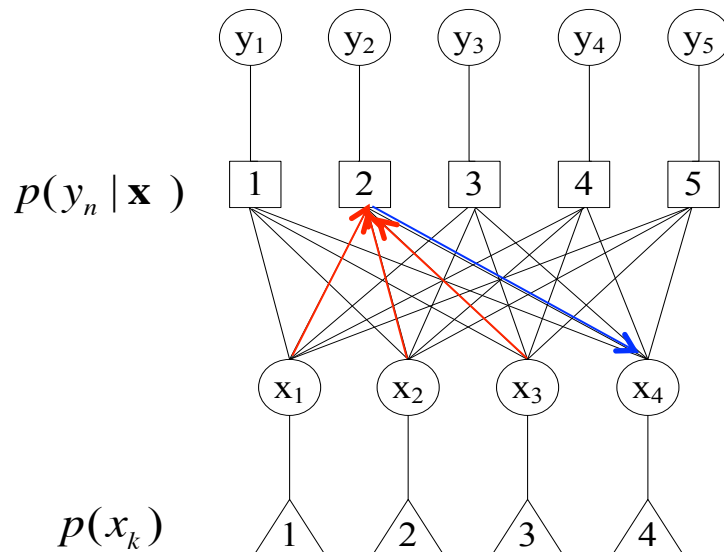 y₁ y₂ y₃ y₄ y₅
p(yₙ | x ) 1 2 3 4 5
x₁ x₂ x₃ x₄
p(xₖ) 1 2 3 4